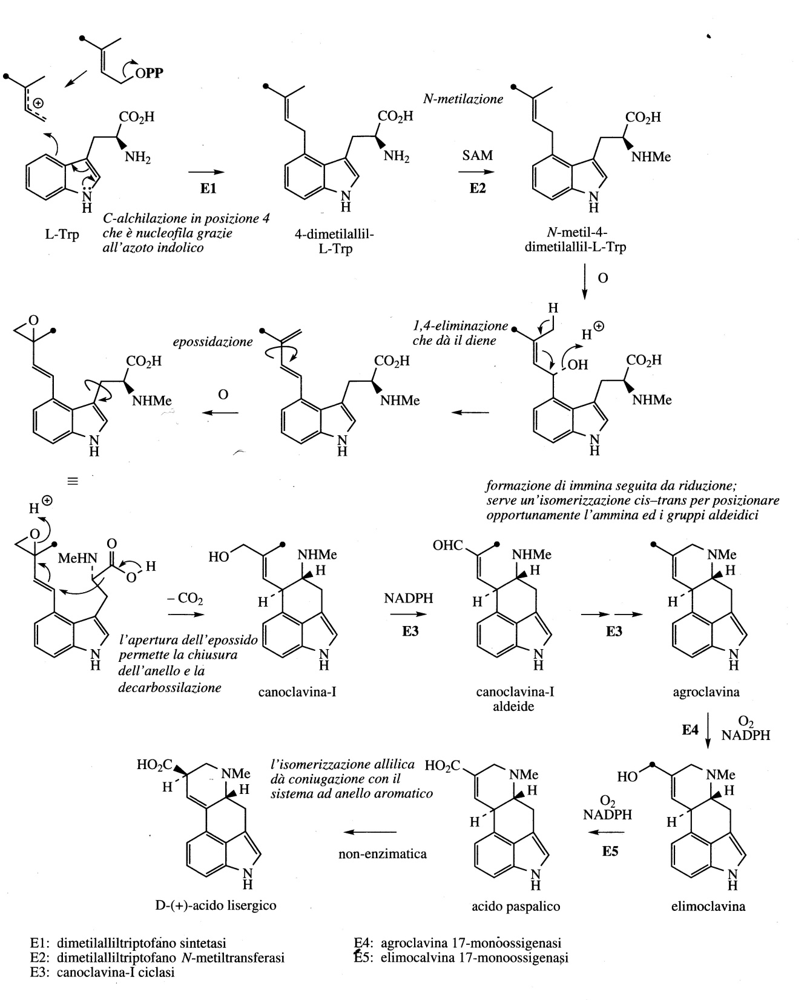 OPP
⊕
CO₂H
NH₂
N
H
L-Trp
C-alchilazione in posizione 4
che è nucleofila grazie
all'azoto indolico
E1
CO₂H
NH₂
N
H
4-dimetilallil-
L-Trp
N-metilazione
SAM
E2
CO₂H
NHMe
N
H
N-metil-4-
dimetilallil-L-Trp
O
H
H⊕
OH
CO₂H
NHMe
N
H
1,4-eliminazione
che dà il diene
CO₂H
NHMe
N
H
epossidazione
O
O
CO₂H
NHMe
N
H
≡
formazione di immina seguita da riduzione;
serve un'isomerizzazione cis–trans per posizionare
opportunamente l'ammina ed i gruppi aldeidici
H⊕
O
MeHN
O
O
H
N
H
l'apertura dell'epossido
permette la chiusura
dell'anello e la
decarbossilazione
– CO₂
HO
NHMe
H
H
N
H
canoclavina-I
NADPH
E3
OHC
NHMe
H
H
N
H
canoclavina-I
aldeide
E3
NMe
H
H
N
H
agroclavina
E4
O₂
NADPH
HO
NMe
H
H
N
H
elimoclavina
O₂
NADPH
E5
HO₂C
NMe
H
H
N
H
acido paspalico
l'isomerizzazione allilica
dà coniugazione con il
sistema ad anello aromatico
non-enzimatica
HO₂C
NMe
H
H
N
H
D-(+)-acido lisergico
E1: dimetilalliltriptofano sintetasi
E2: dimetilalliltriptofano N-metiltransferasi
E3: canoclavina-I ciclasi
E4: agroclavina 17-monoossigenasi
E5: elimocalvina 17-monoossigenasi